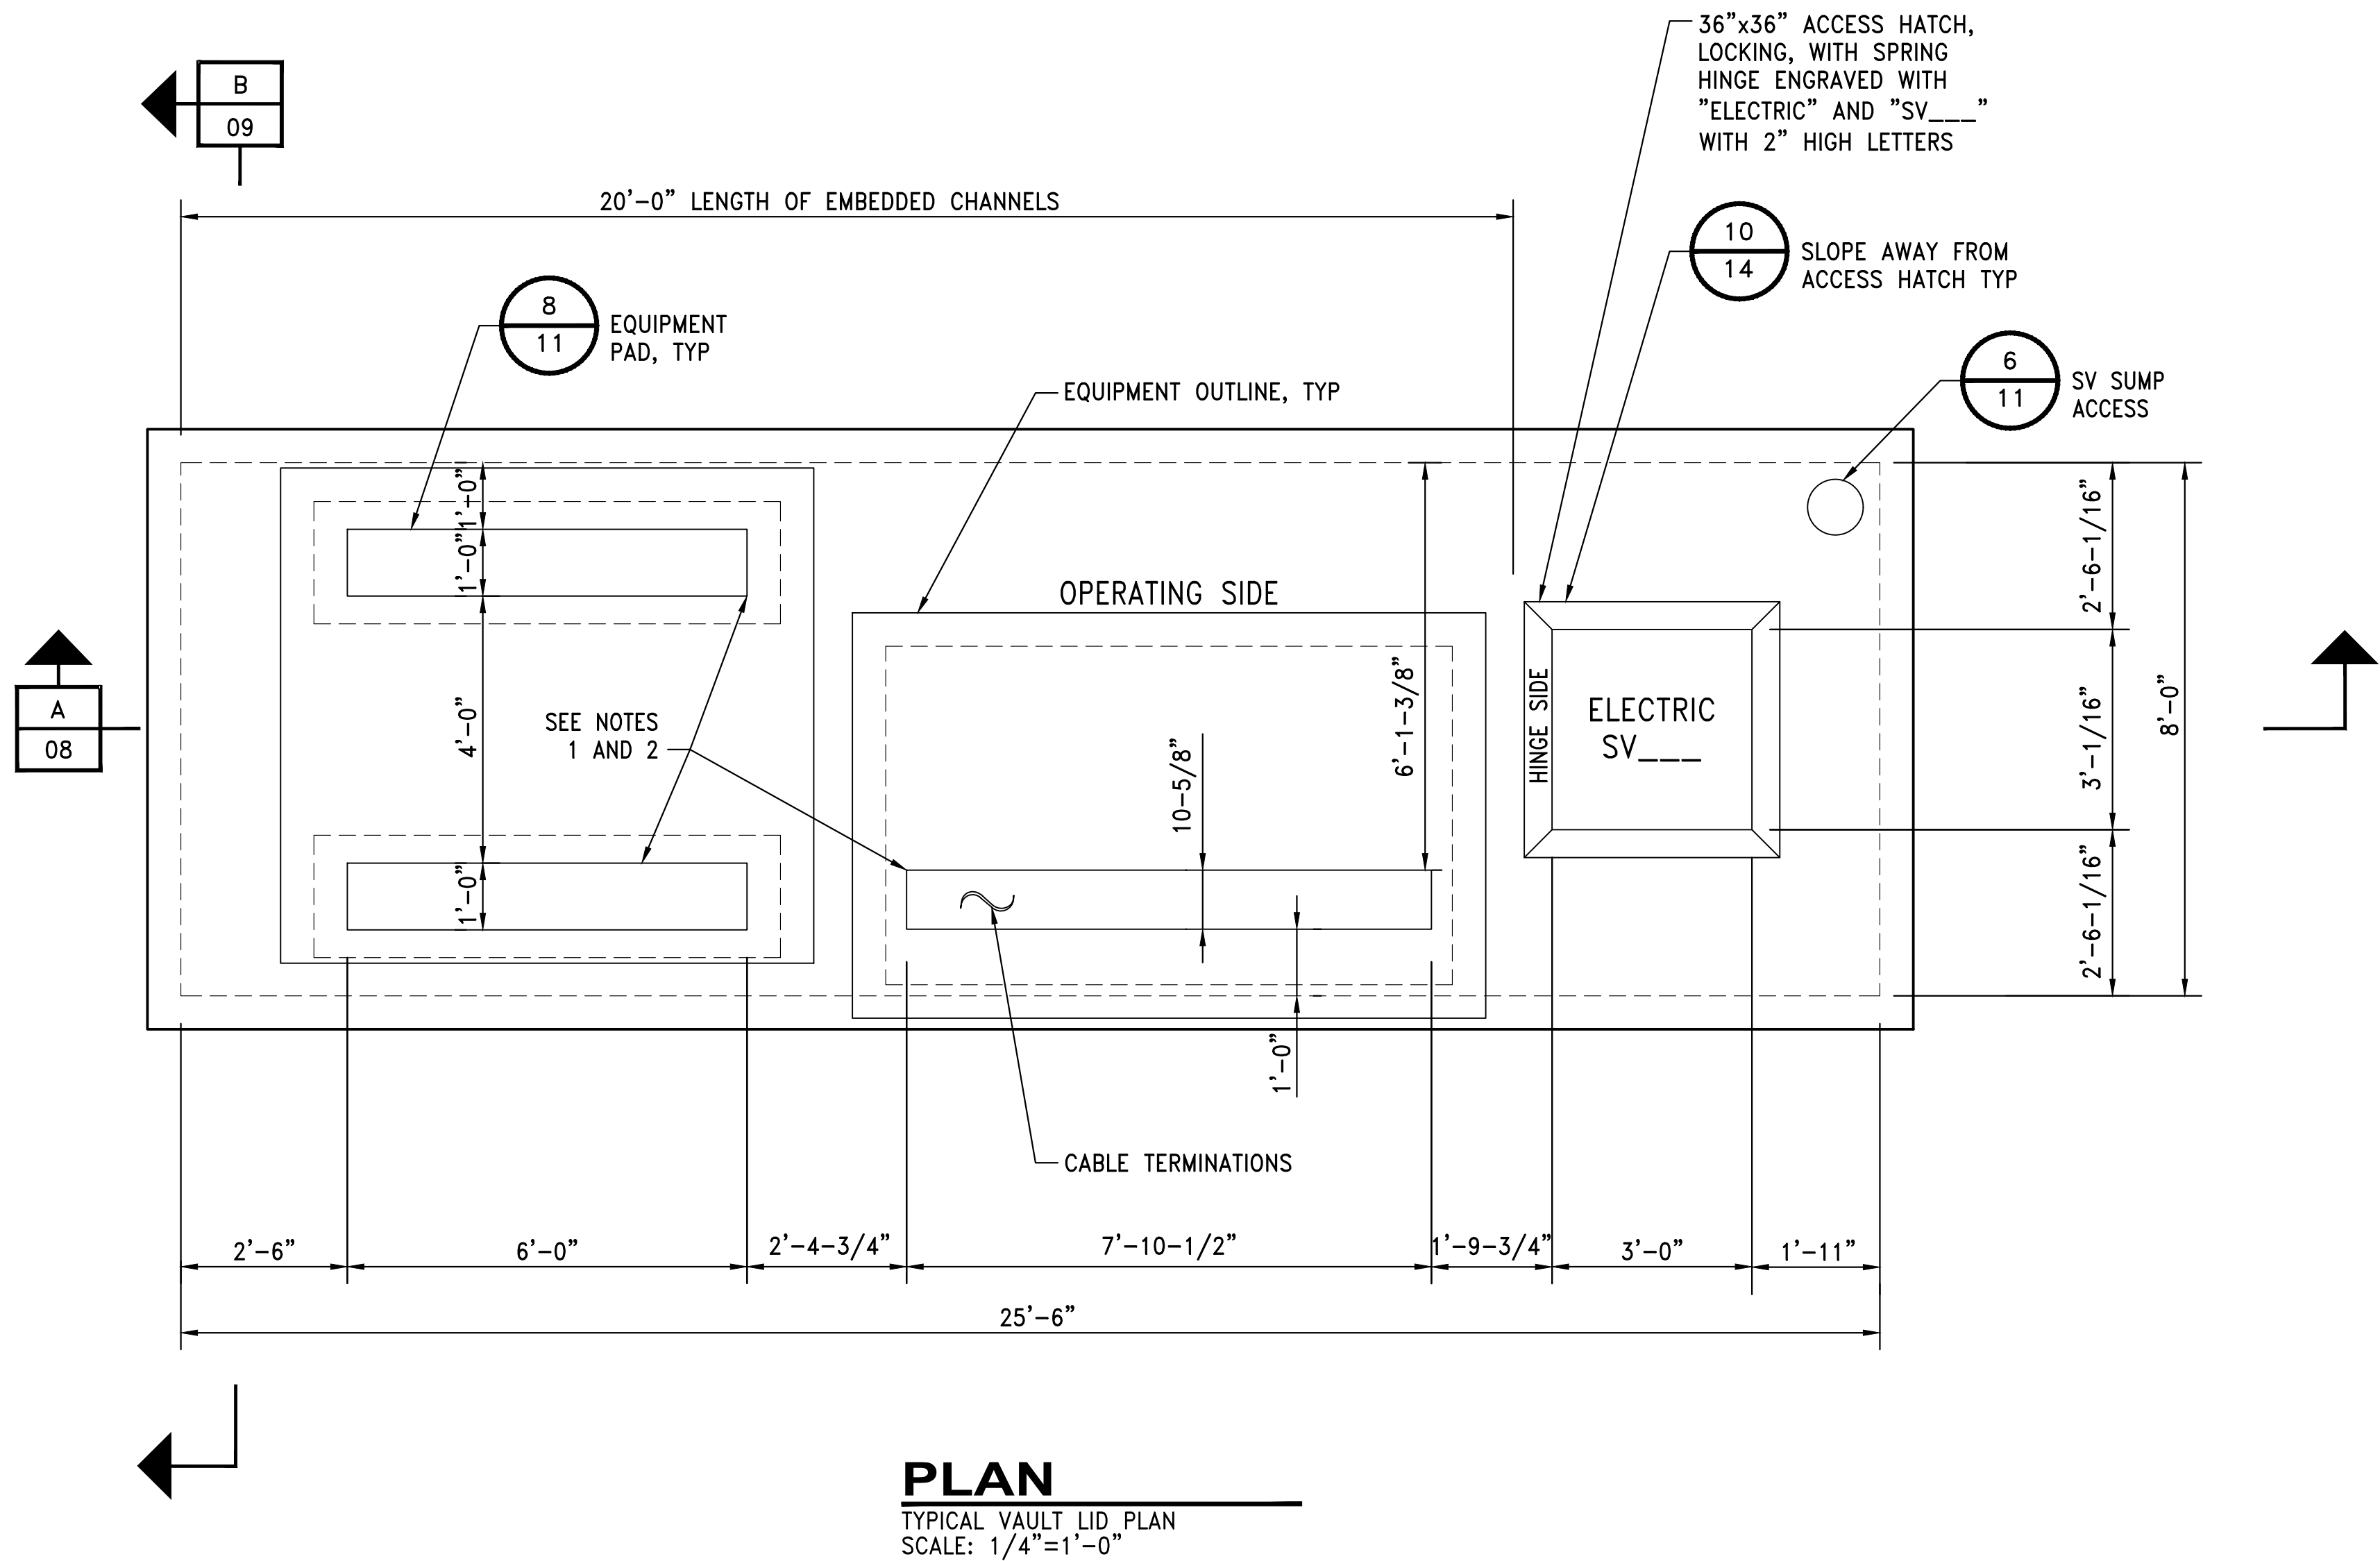 36”x36” ACCESS HATCH,
LOCKING, WITH SPRING
HINGE ENGRAVED WITH
”ELECTRIC” AND ”SV___”
WITH 2” HIGH LETTERS
B
09
20’-0” LENGTH OF EMBEDDED CHANNELS
10
14
SLOPE AWAY FROM
ACCESS HATCH TYP
8
11
EQUIPMENT
PAD, TYP
6
11
SV SUMP
ACCESS
EQUIPMENT OUTLINE, TYP
1’-0”
1’-0”
4’-0”
1’-0”
OPERATING SIDE
SEE NOTES
1 AND 2
A
08
6’-1-3/8”
10-5/8”
1’-0”
HINGE SIDE
ELECTRIC
SV___
2’-6-1/16”
3’-1/16”
2’-6-1/16”
8’-0”
CABLE TERMINATIONS
2’-6”
6’-0”
2’-4-3/4”
7’-10-1/2”
1’-9-3/4”
3’-0”
1’-11”
25’-6”
PLAN
TYPICAL VAULT LID PLAN
SCALE: 1/4”=1’-0”